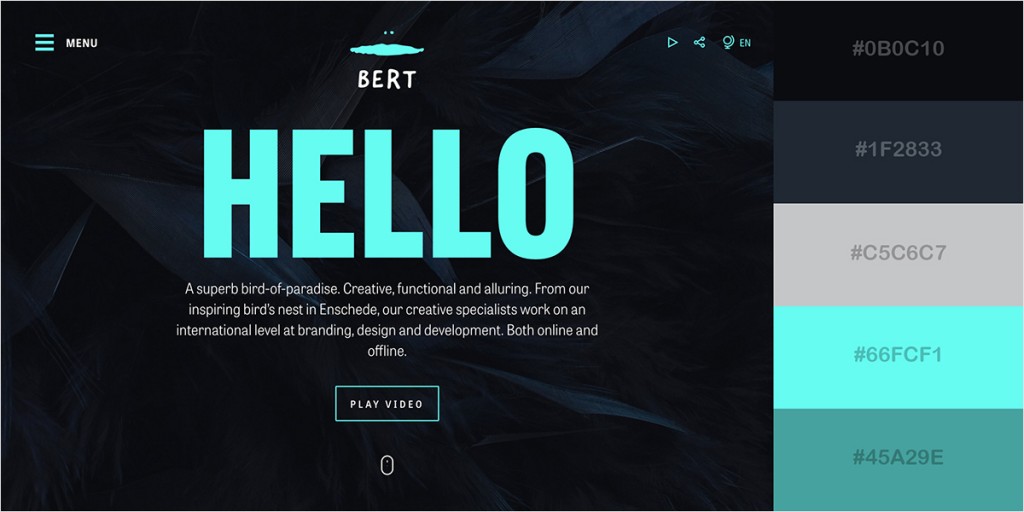 MENU
BERT
EN
HELLO
A superb bird-of-paradise. Creative, functional and alluring. From our
inspiring bird's nest in Enschede, our creative specialists work on an
international level at branding, design and development. Both online and
offline.
PLAY VIDEO
#0B0C10
#1F2833
#C5C6C7
#66FCF1
#45A29E